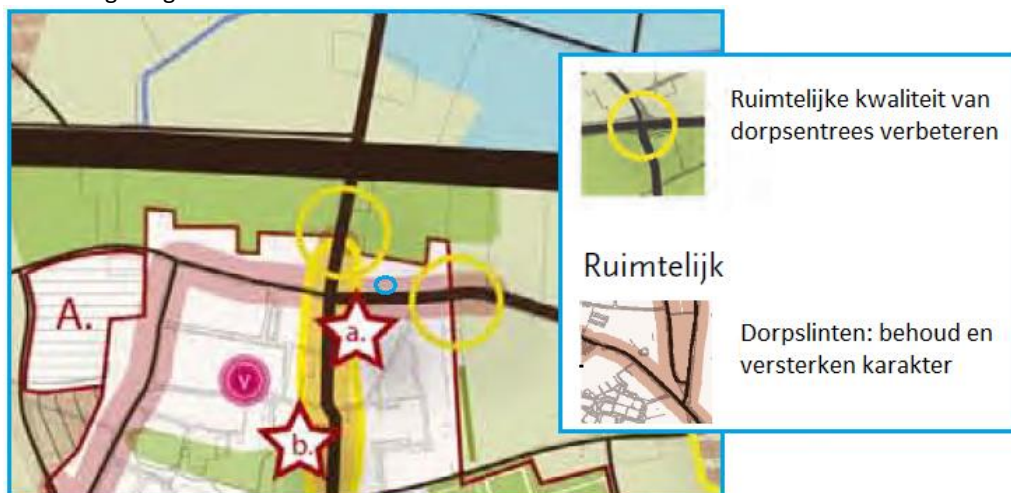 A.
a.
V
b.
Ruimtelijke kwaliteit van
dorpsentrees verbeteren
Ruimtelijk
Dorpslinten: behoud en
versterken karakter